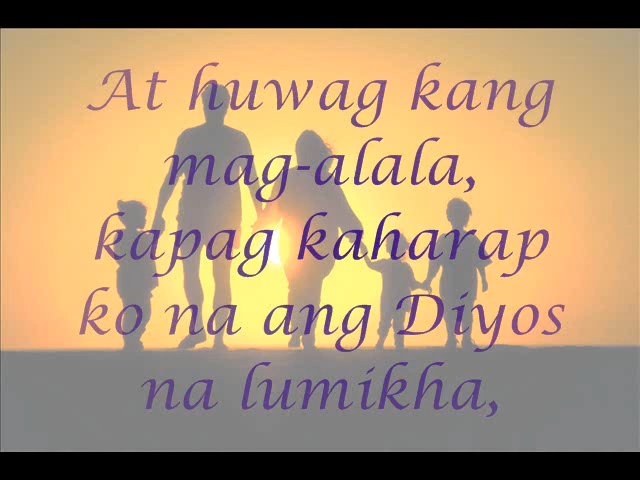 At huwag kang
mag-alala,
kapag kaharap
ko na ang Diyos
na lumikha,